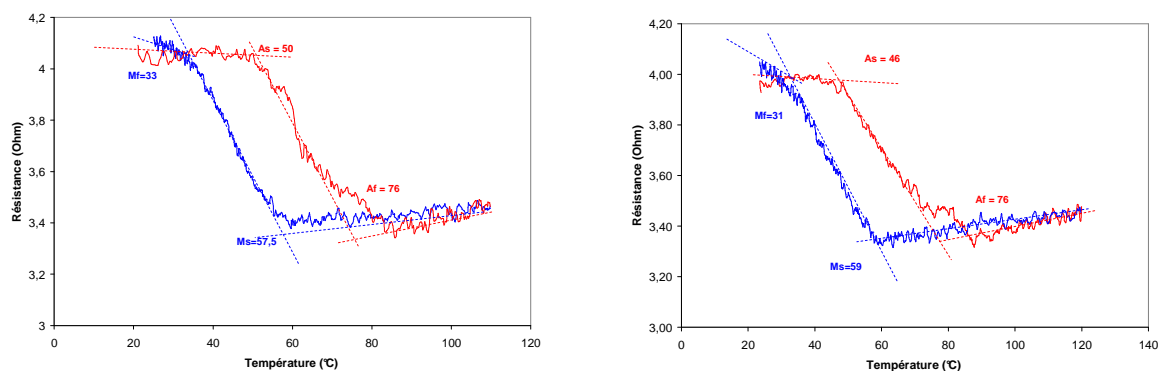 4,2
4
3,8
3,6
3,4
3,2
3
0 20 40 60 80 100 120
Résistance (Ohm)
Température (°C)
As = 50
Mf=33
Af = 76
Ms=57,5
4,20
4,00
3,80
3,60
3,40
3,20
3,00
0 20 40 60 80 100 120 140
Résistance (Ohm)
Température (°C)
As = 46
Mf=31
Af = 76
Ms=59